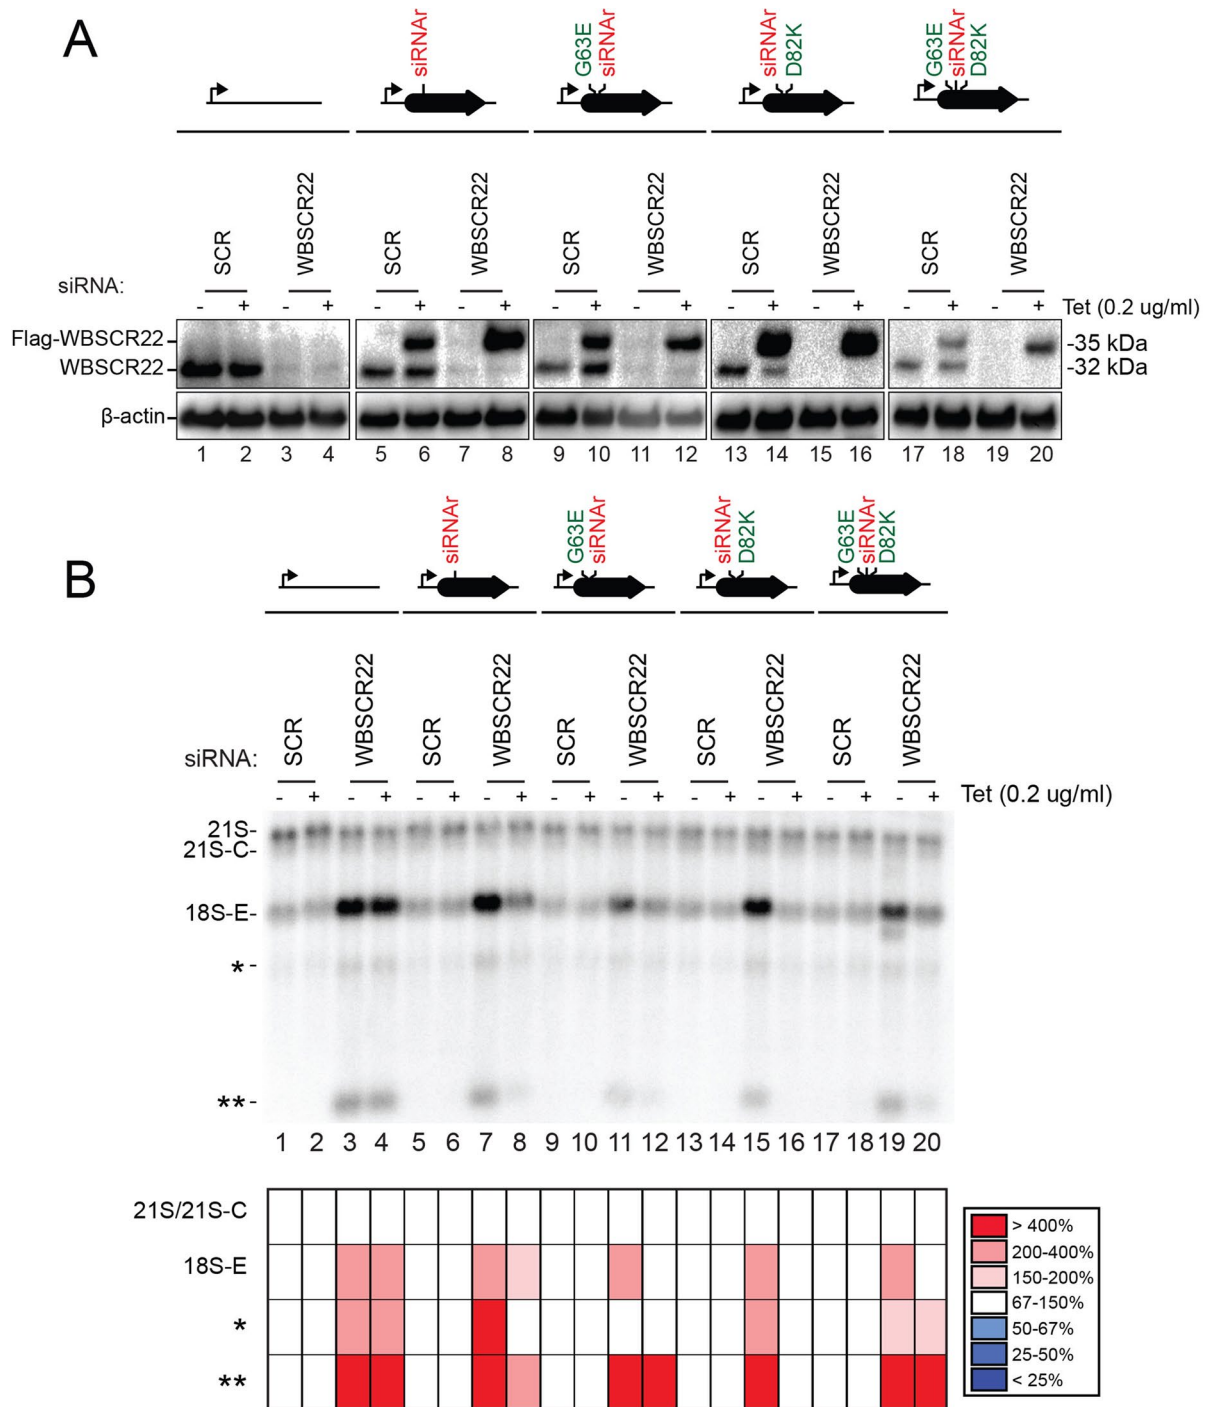 A
siRNAr
G63E
siRNAr
siRNAr
D82K
G63E
siRNAr
D82K
SCR
WBSCR22
SCR
WBSCR22
SCR
WBSCR22
SCR
WBSCR22
SCR
WBSCR22
siRNA:
- + - + - + - + - + - + - + - + - + - + Tet (0.2 ug/ml)
Flag-WBSCR22 -35 kDa
WBSCR22 -32 kDa
β-actin
1 2 3 4 5 6 7 8 9 10 11 12 13 14 15 16 17 18 19 20
B
siRNAr
G63E
siRNAr
siRNAr
D82K
G63E
siRNAr
D82K
SCR
WBSCR22
SCR
WBSCR22
SCR
WBSCR22
SCR
WBSCR22
SCR
WBSCR22
siRNA:
- + - + - + - + - + - + - + - + - + - + Tet (0.2 ug/ml)
21S-
21S-C-
18S-E-
* -
** -
1 2 3 4 5 6 7 8 9 10 11 12 13 14 15 16 17 18 19 20
21S/21S-C
18S-E
*
**
> 400%
200-400%
150-200%
67-150%
50-67%
25-50%
< 25%